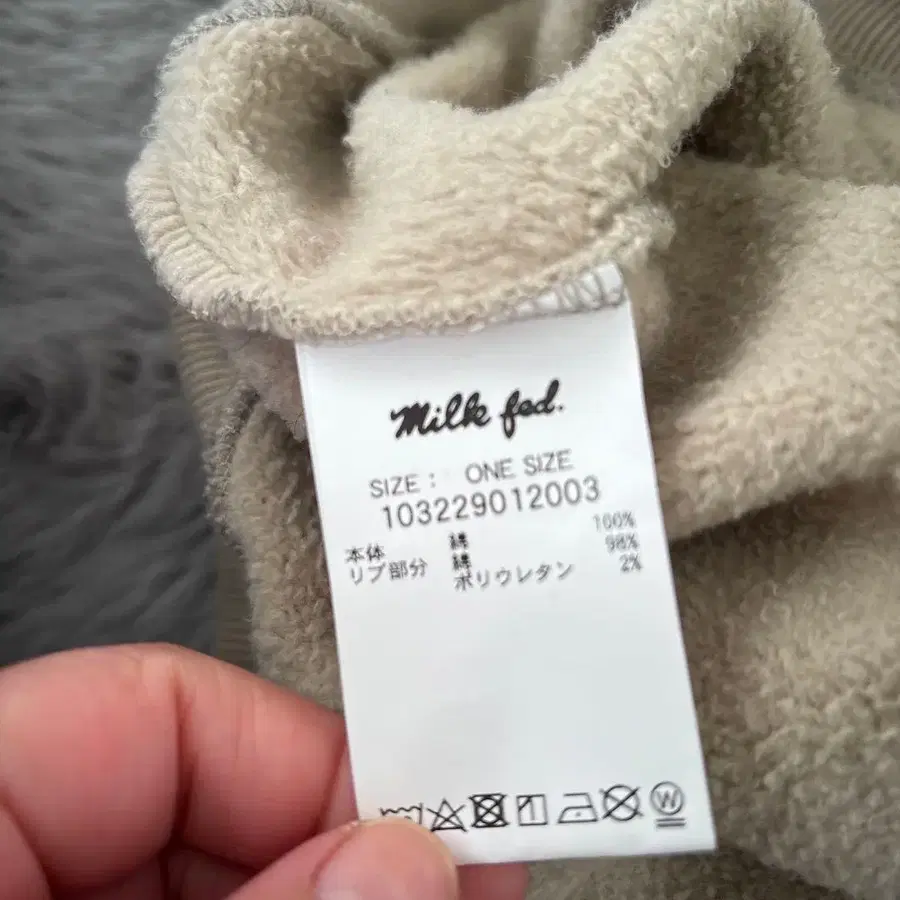 Milk fed.
SIZE : ONE SIZE
103229012003
本体 綿 100%
リブ部分 綿 98%
ポリウレタン 2%
W